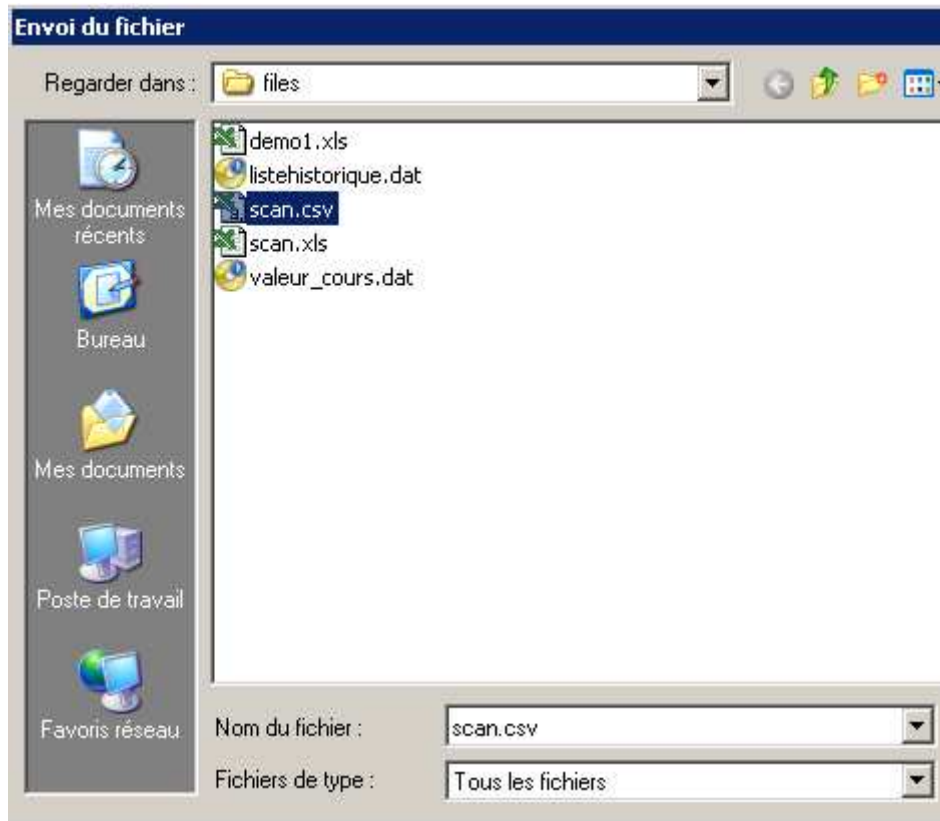 Envoi du fichier
Regarder dans :
files
demo1.xls
listehistorique.dat
scan.csv
scan.xls
valeur_cours.dat
Mes documents
récents
Bureau
Mes documents
Poste de travail
Favoris réseau
Nom du fichier :
scan.csv
Fichiers de type :
Tous les fichiers